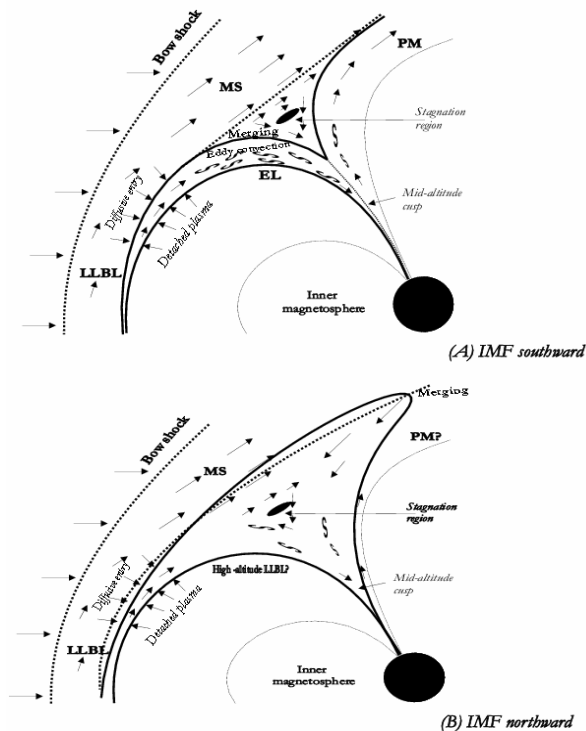 Bow shock
PM
MS
Stagnation
region
Merging
Eddy convection
EL
Diffusive entry
Detached plasma
Mid-altitude
cusp
LLBL
Inner
magnetosphere
(A) IMF southward
Merging
Bow shock
PM?
MS
Stagnation
region
Diffusive entry
High -altitude LLBL?
Detached plasma
Mid-altitude
cusp
LLBL
Inner
magnetosphere
(B) IMF northward